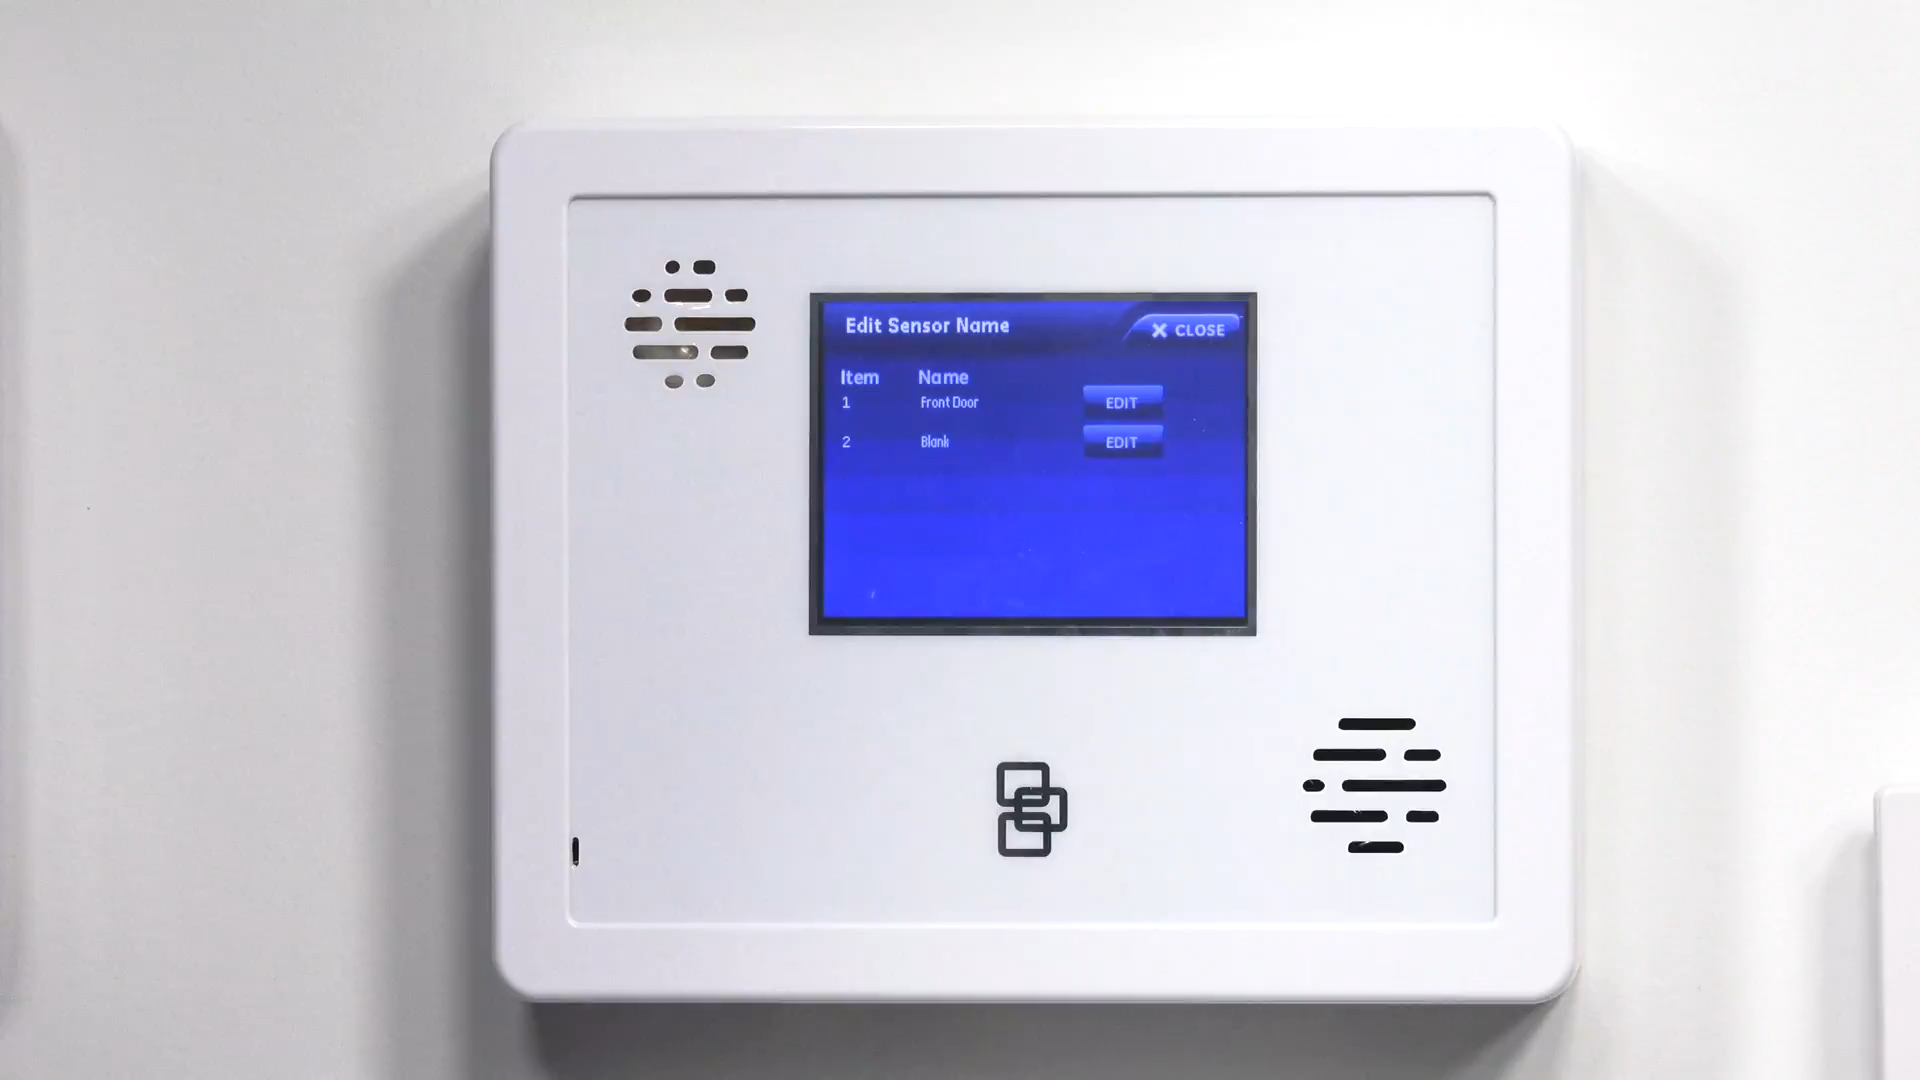 Edit Sensor Name
CLOSE
Item Name
1 Front Door EDIT
2 Blank EDIT